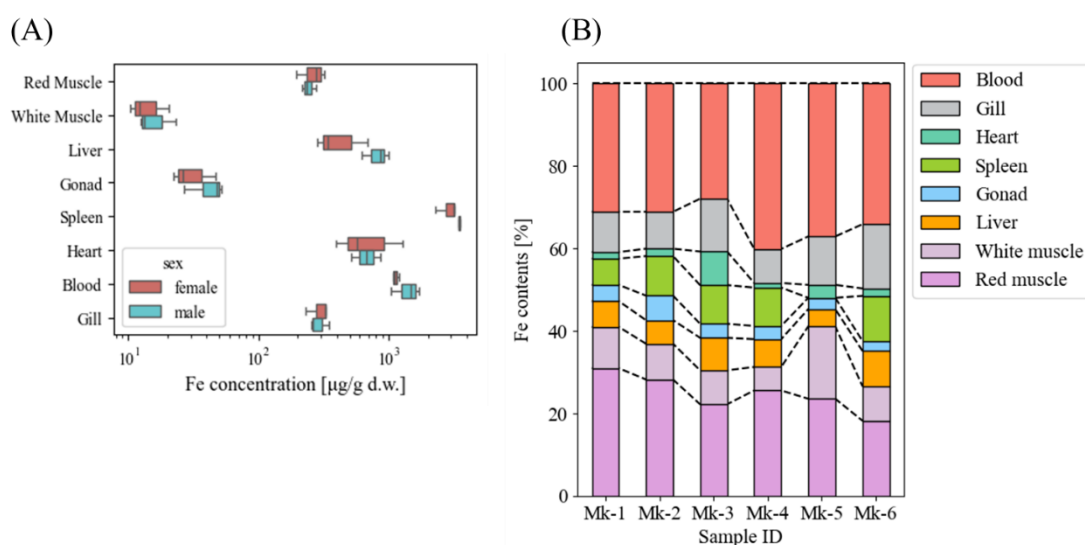 (A)
Red Muscle
White Muscle
Liver
Gonad
Spleen
Heart
Blood
Gill
sex
female
male
10¹
10²
10³
Fe concentration [μg/g d.w.]
(B)
Fe contents [%]
100
80
60
40
20
0
Mk-1 Mk-2 Mk-3 Mk-4 Mk-5 Mk-6
Sample ID
Blood
Gill
Heart
Spleen
Gonad
Liver
White muscle
Red muscle